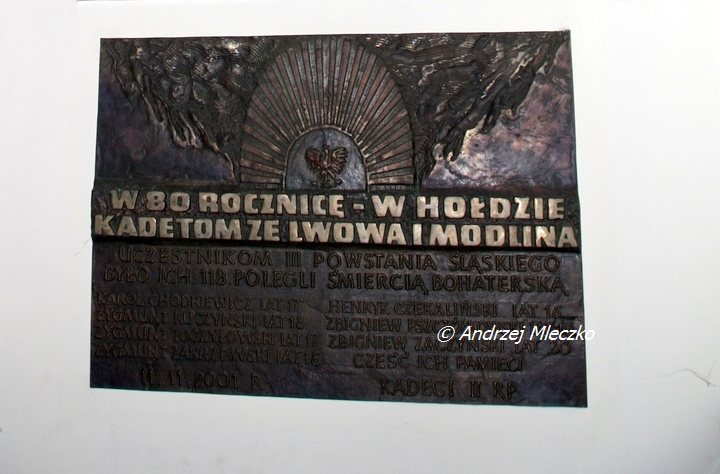 W 80 ROCZNICĘ - W HOŁDZIE
KADETOM ZE LWOWA I MODLINA
UCZESTNIKOM III POWSTANIA ŚLĄSKIEGO
BYŁO ICH 118. POLEGLI ŚMIERCIĄ BOHATERSKĄ
KAROL CHODKIEWICZ LAT 17
ZYGMUNT KUCZYŃSKI LAT 18
ZYGMUNT LAT 17
ZYGMUNT ZAKRZEWSKI LAT 18
HENRYK CZEKALIŃSKI LAT 16
ZBIGNIEW
ZBIGNIEW ZACZYŃSKI LAT 20
CZEŚĆ ICH PAMIĘCI
11.11.2001 R
KADECI II RP
© Andrzej Mleczko